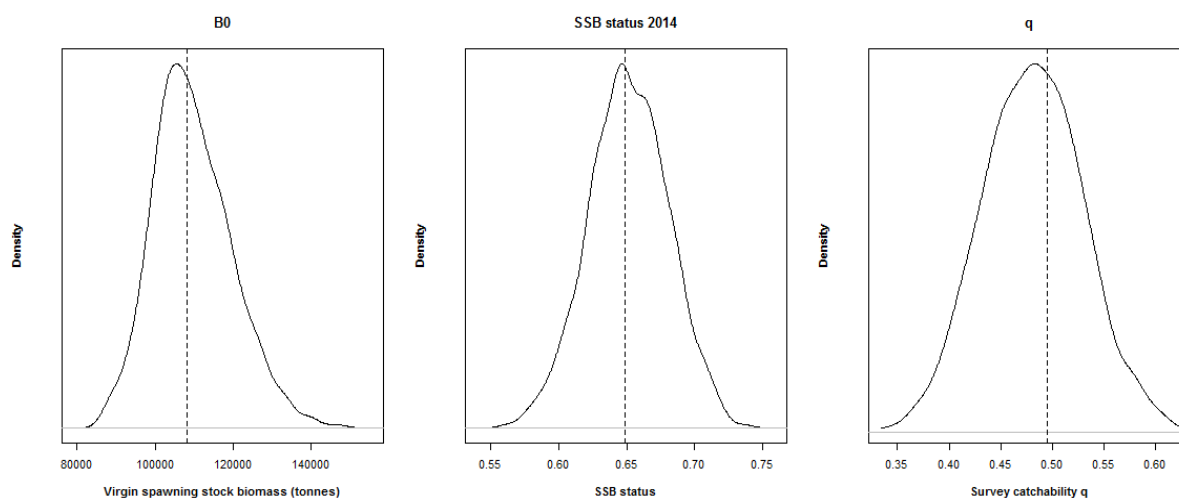 B0
SSB status 2014
q
Density
Density
Density
80000 100000 120000 140000
0.55 0.60 0.65 0.70 0.75
0.35 0.40 0.45 0.50 0.55 0.60
Virgin spawning stock biomass (tonnes)
SSB status
Survey catchability q